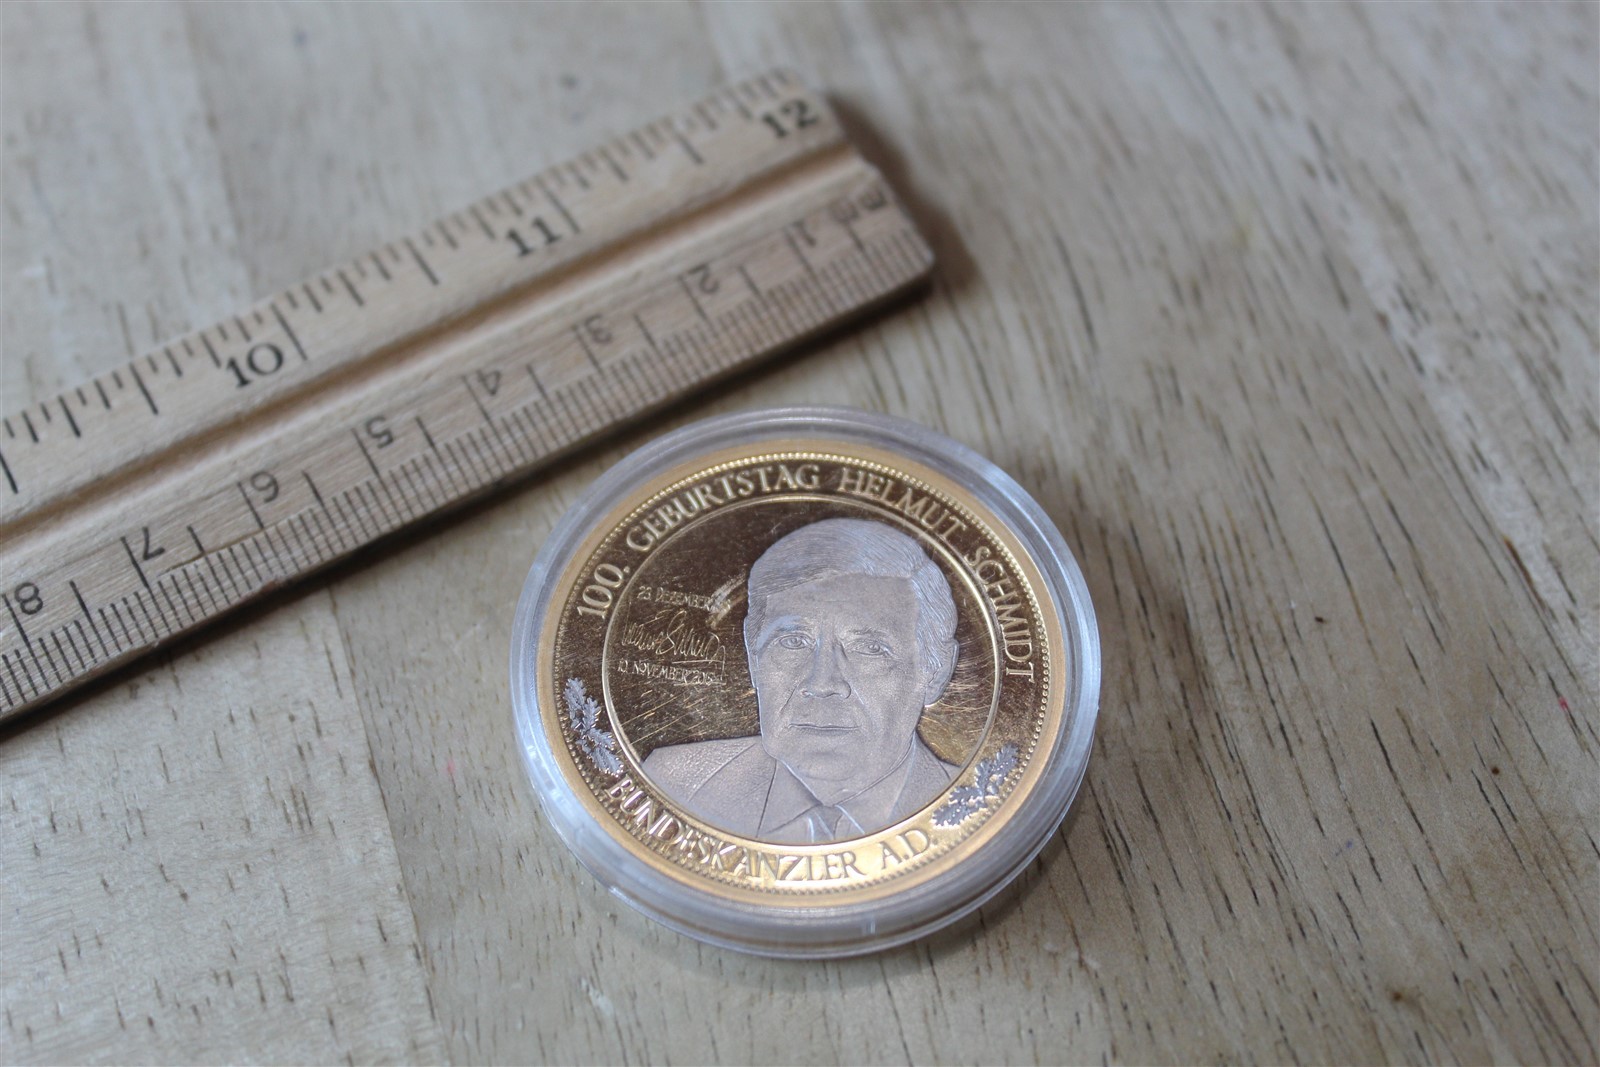 12
11
10
1
2
3
4
5
6
7
8
100. GEBURTSTAG HELMUT SCHMIDT
23. DEZEMBER
10. NOVEMBER 2015
BUNDESKANZLER A.D.